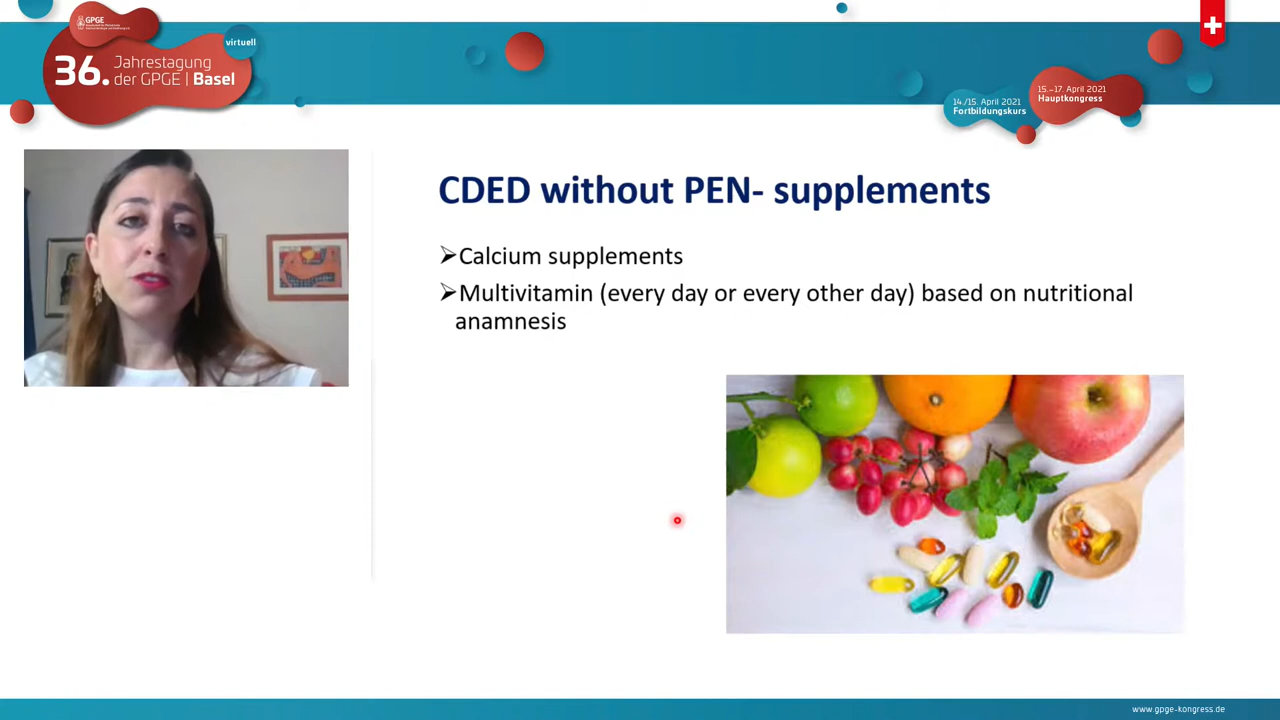 GPGE
virtuell
36. Jahrestagung
der GPGE | Basel
14./15. April 2021
Fortbildungskurs
15.–17. April 2021
Hauptkongress
CDED without PEN- supplements
➢Calcium supplements
➢Multivitamin (every day or every other day) based on nutritional
anamnesis
www.gpge-kongress.de